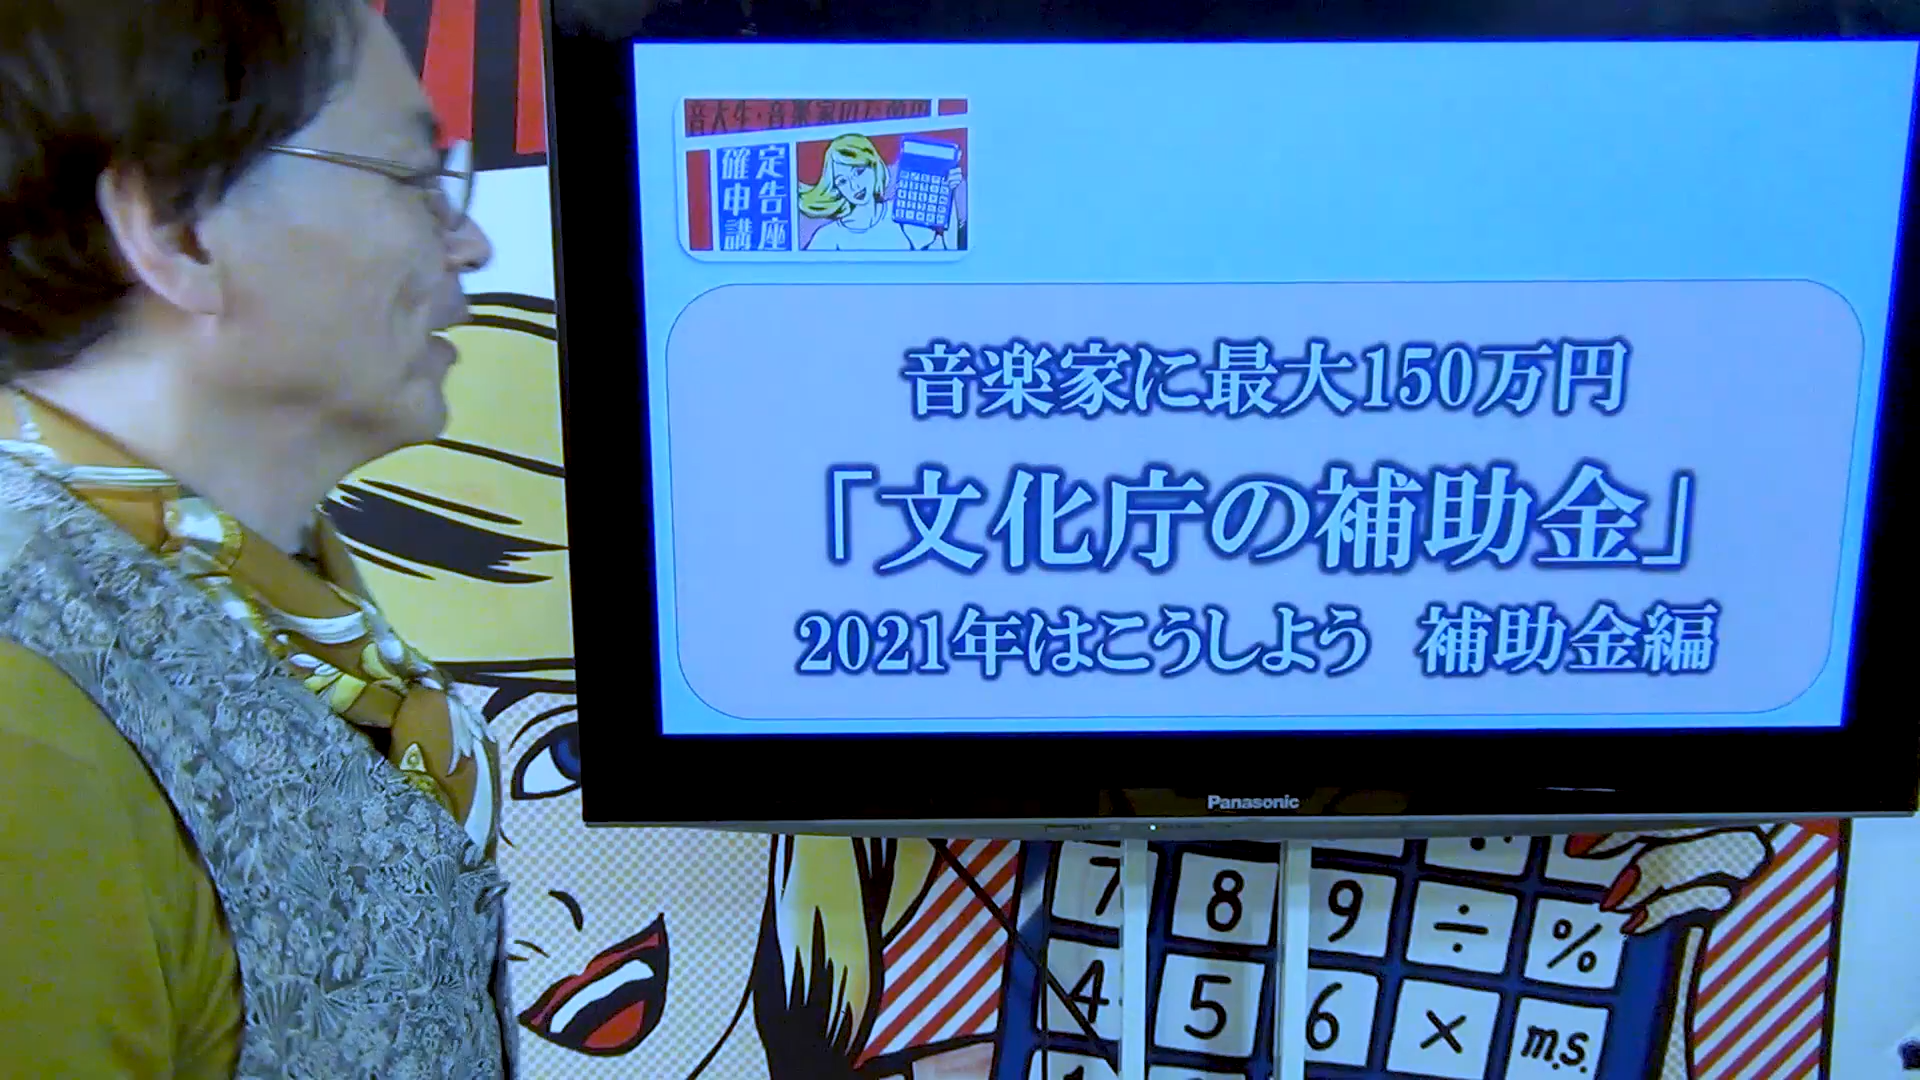 音大生・音楽家のための
確定
申告
講座
音楽家に最大150万円
「文化庁の補助金」
2021年はこうしよう 補助金編
Panasonic
7 8 9 ÷ %
4 5 6 × m.s.